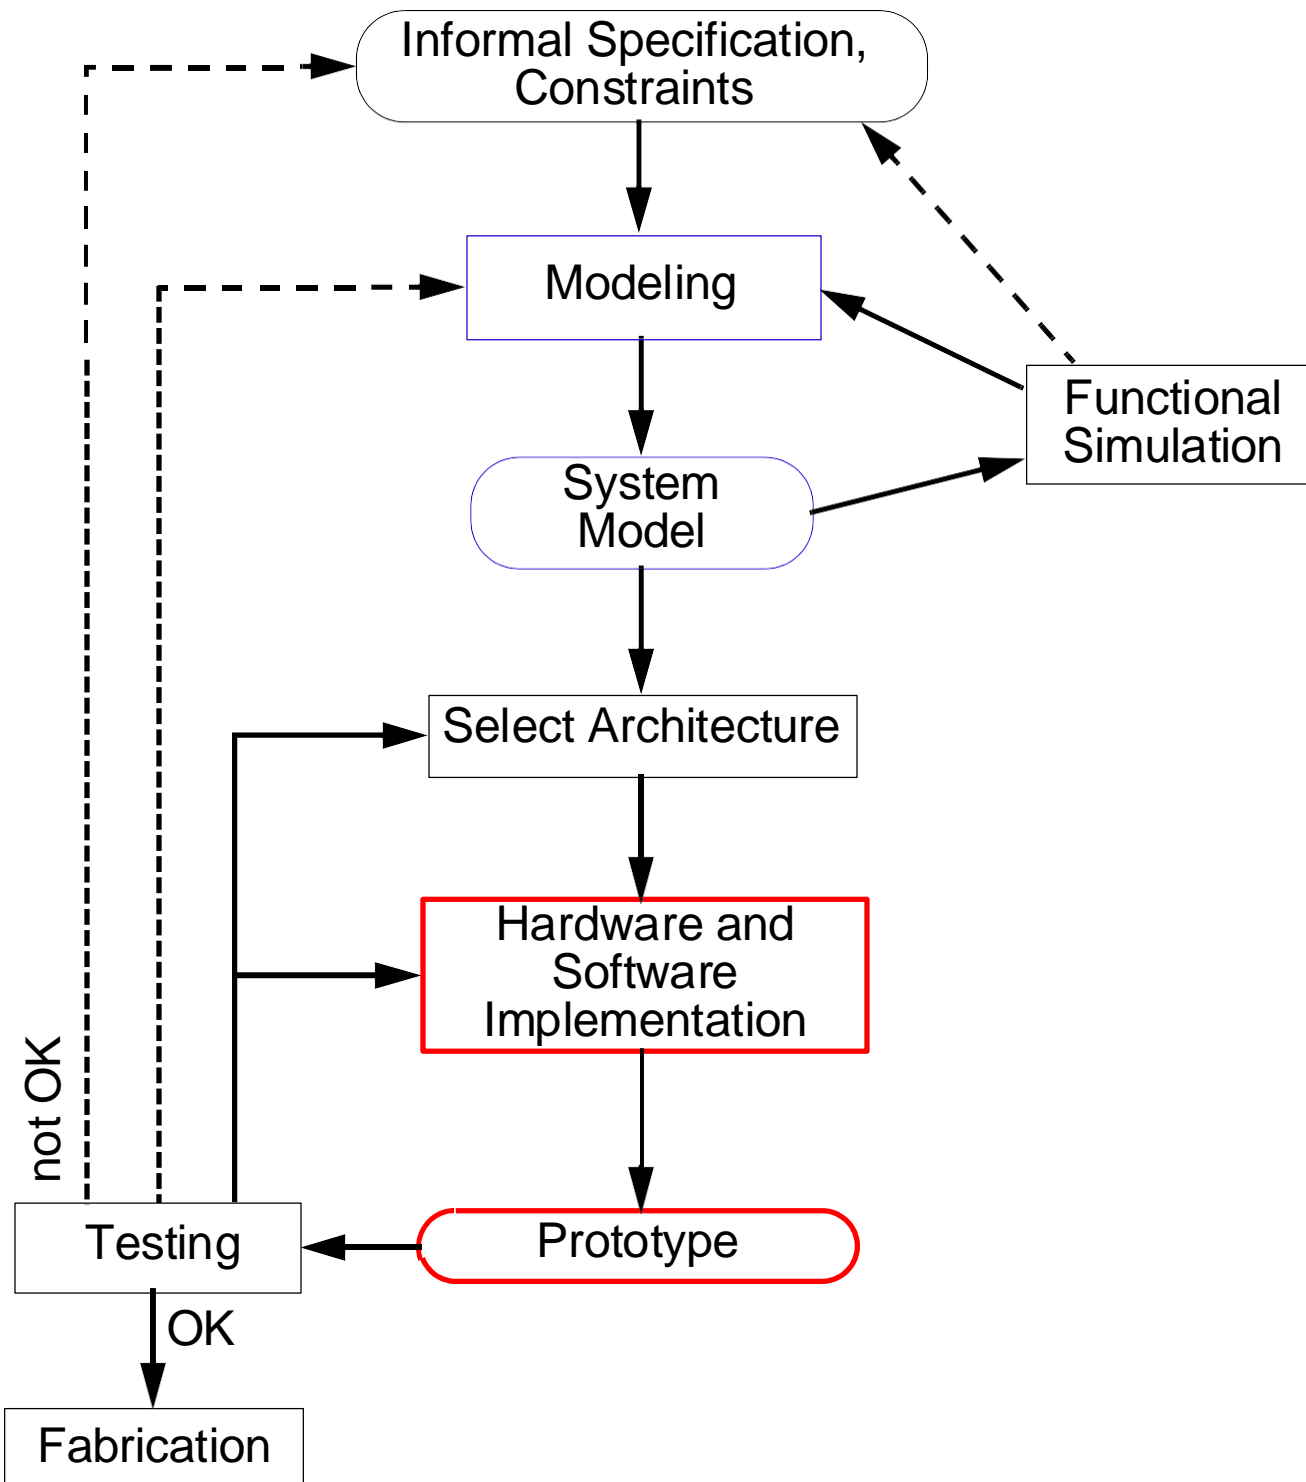 Informal Specification,
Constraints
Modeling
Functional
Simulation
System
Model
Select Architecture
Hardware and
Software
Implementation
not OK
Testing
Prototype
OK
Fabrication